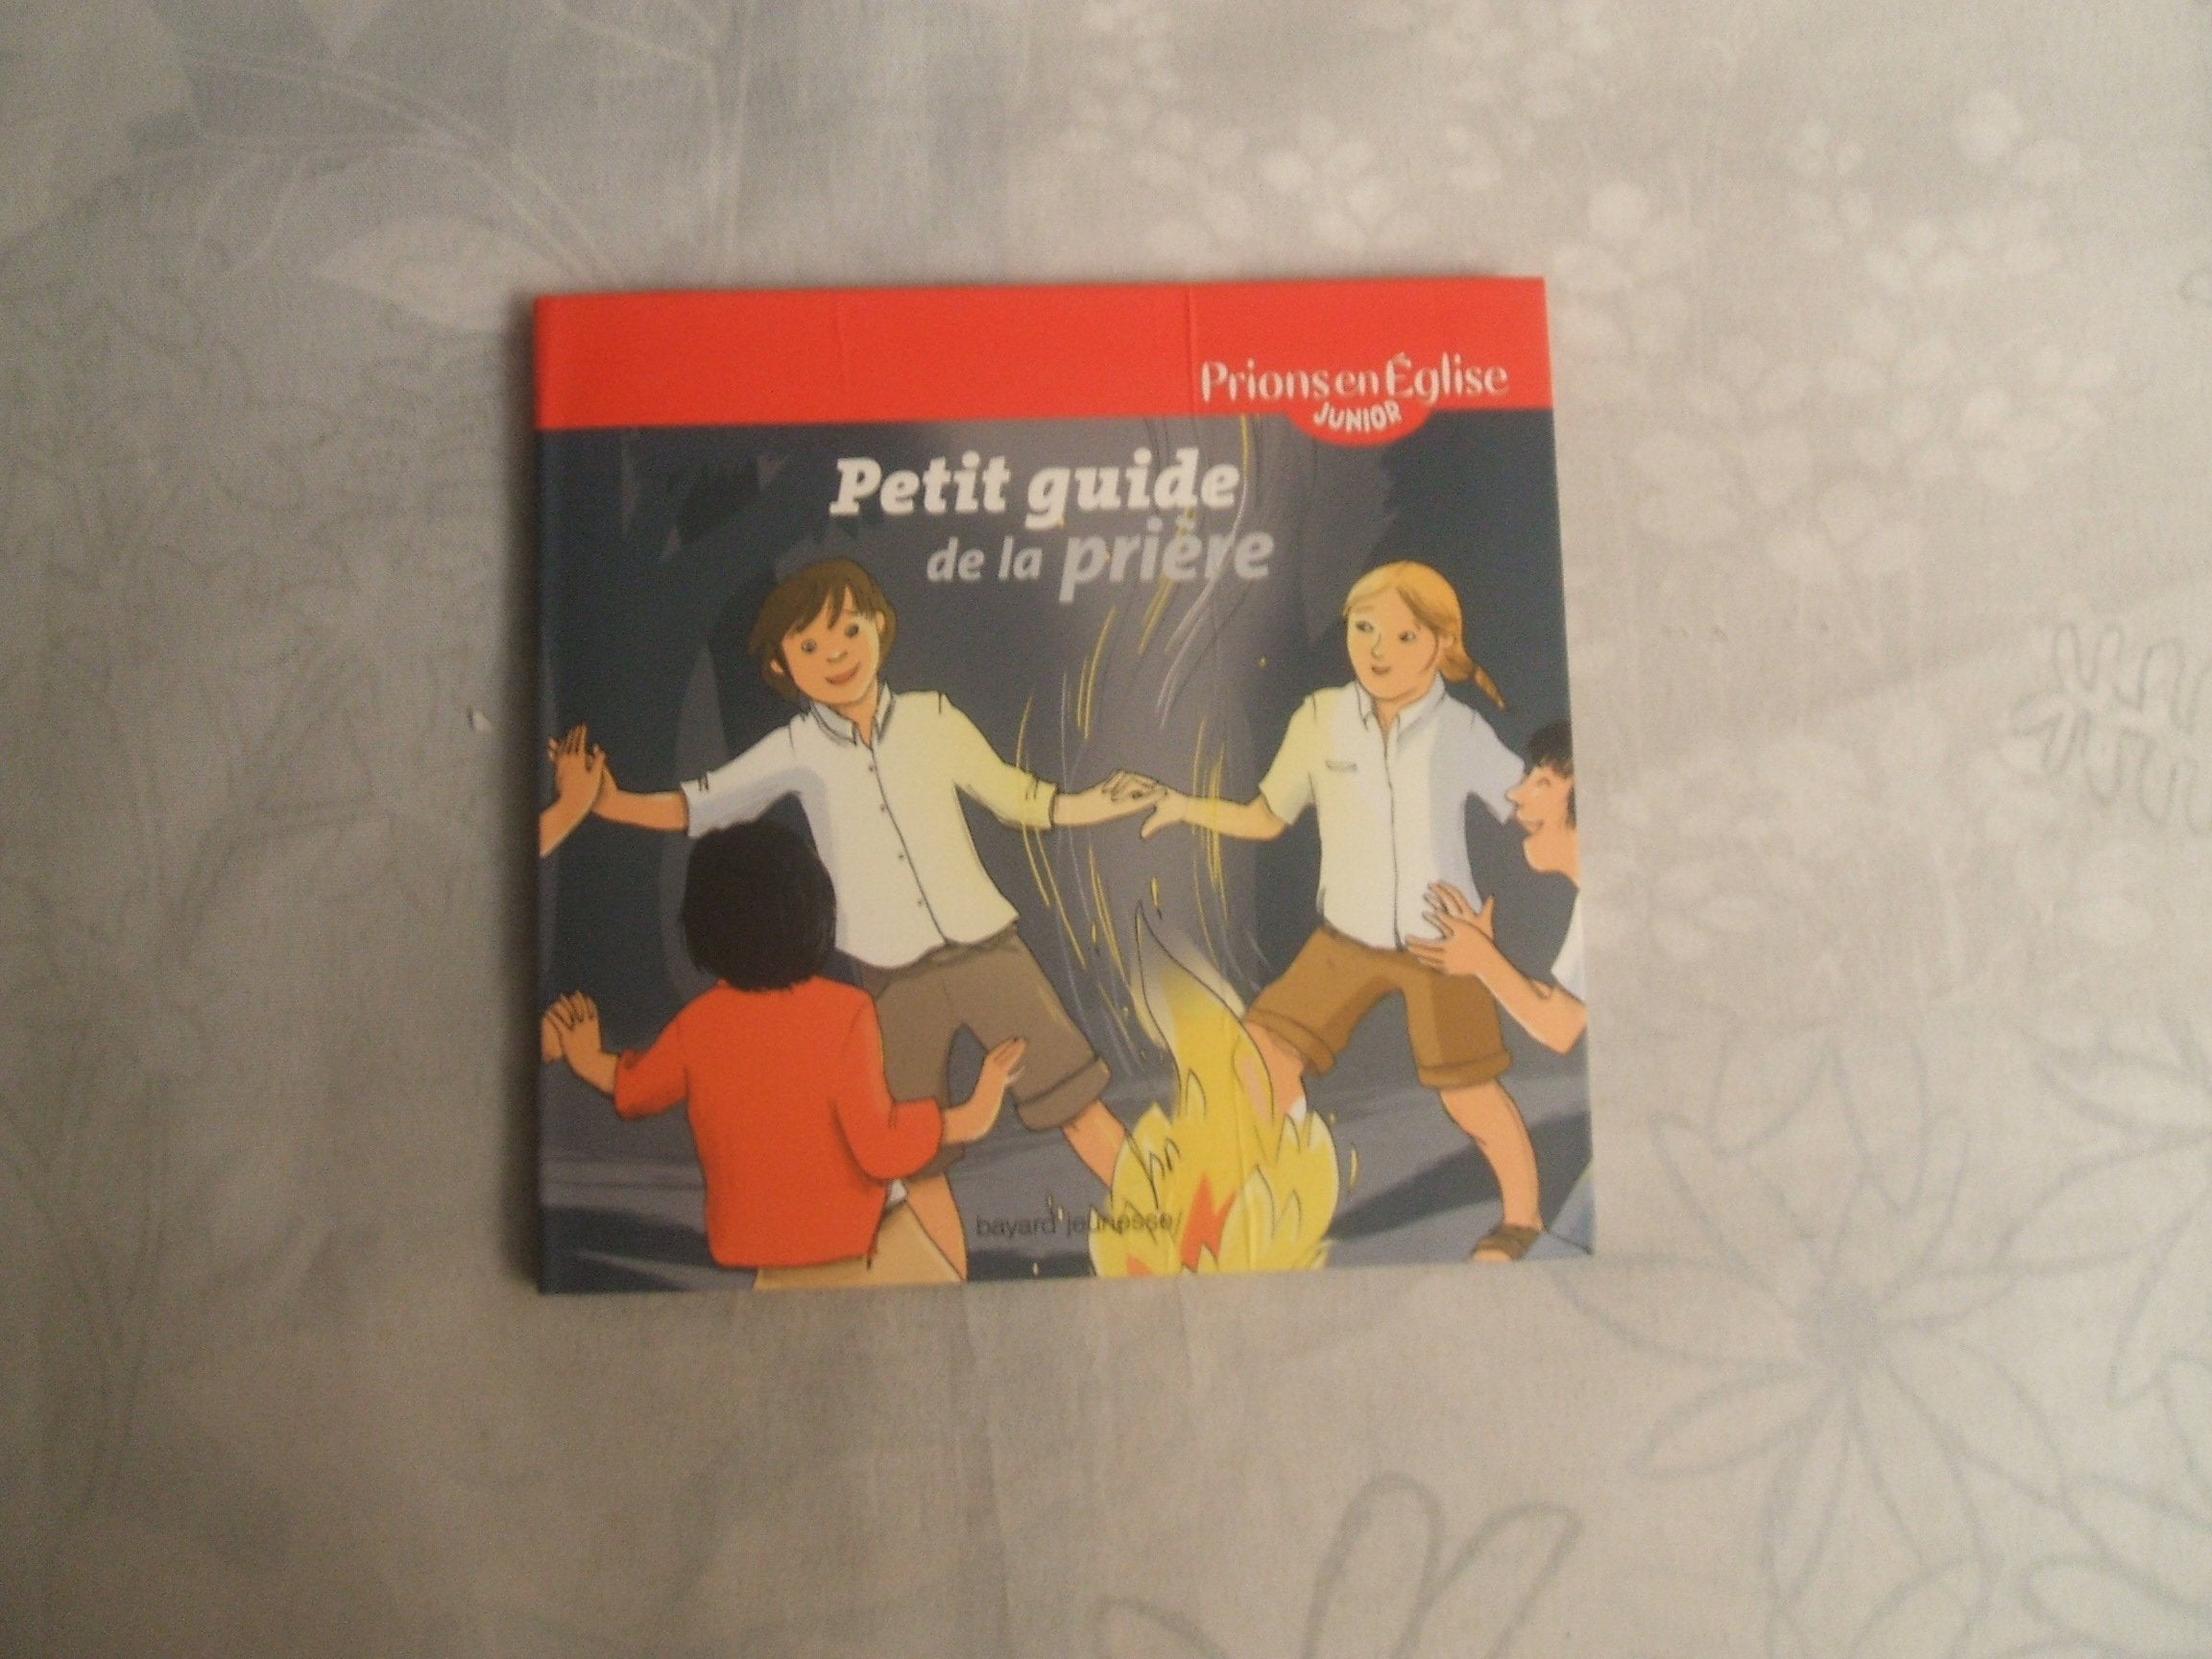 Prions en Église
JUNIOR
Petit guide
de la prière
bayard jeunesse